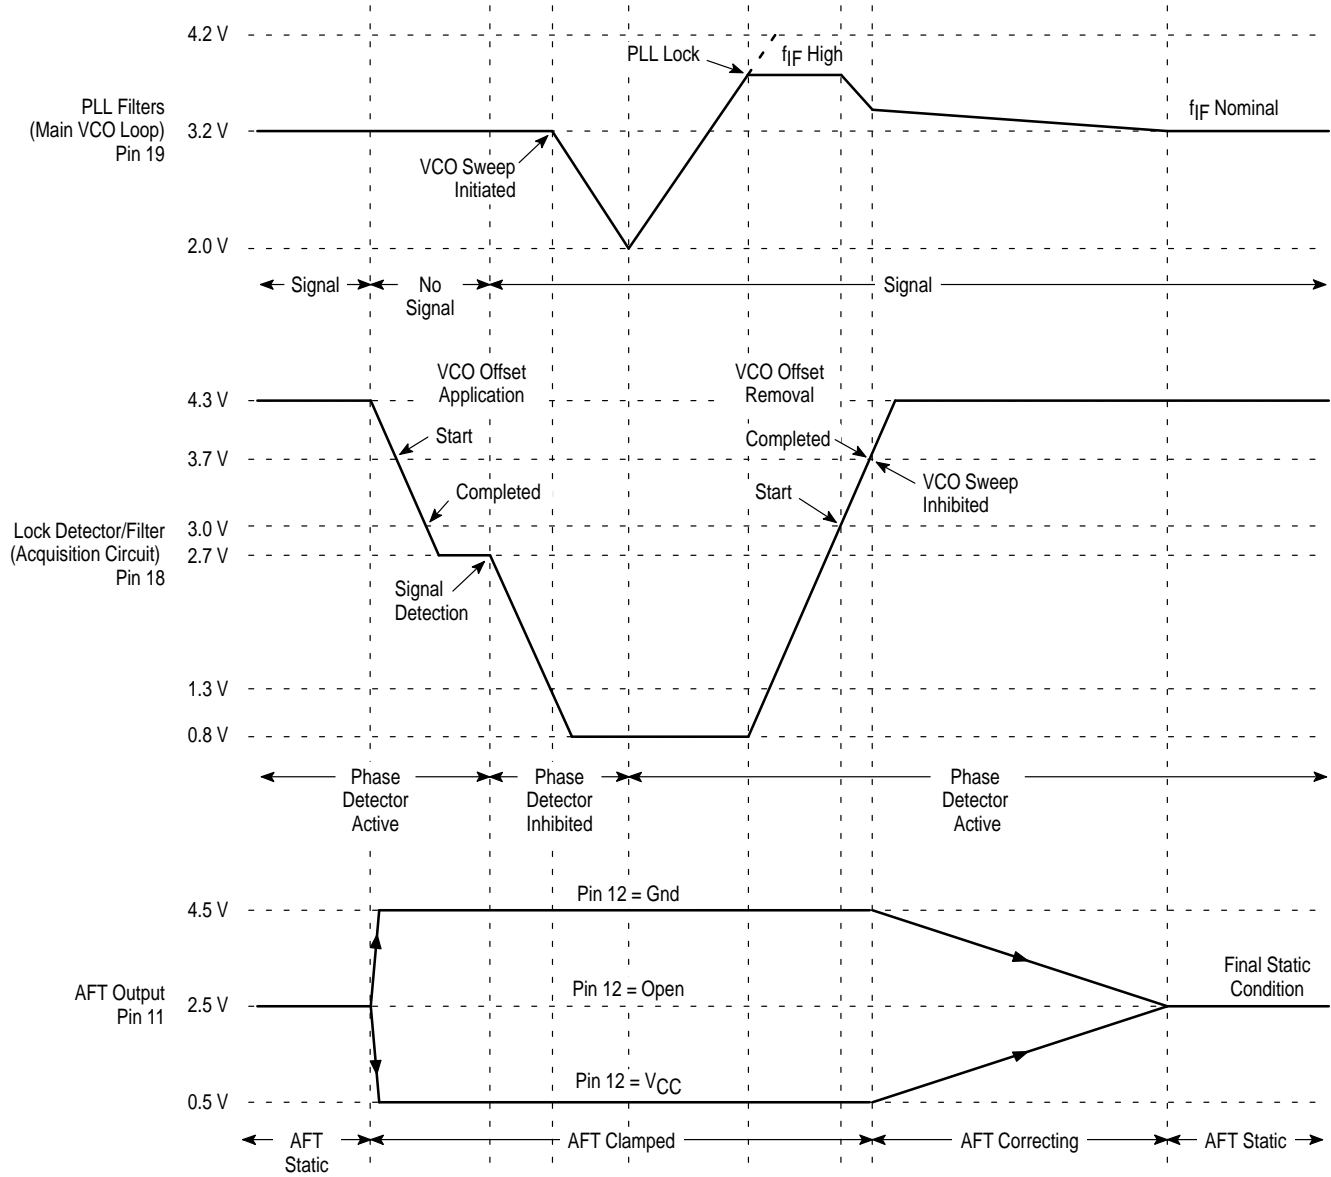 4.2 V
PLL Lock
fIF High
PLL Filters
(Main VCO Loop)
Pin 19
3.2 V
fIF Nominal
VCO Sweep
Initiated
2.0 V
Signal
No
Signal
Signal
VCO Offset
Application
VCO Offset
Removal
4.3 V
Start
Completed
3.7 V
VCO Sweep
Inhibited
Completed
Start
Lock Detector/Filter
(Acquisition Circuit)
Pin 18
3.0 V
2.7 V
Signal
Detection
1.3 V
0.8 V
Phase
Detector
Active
Phase
Detector
Inhibited
Phase
Detector
Active
Pin 12 = Gnd
4.5 V
AFT Output
Pin 11
2.5 V
Pin 12 = Open
Final Static
Condition
Pin 12 = VCC
0.5 V
AFT
Static
AFT Clamped
AFT Correcting
AFT Static